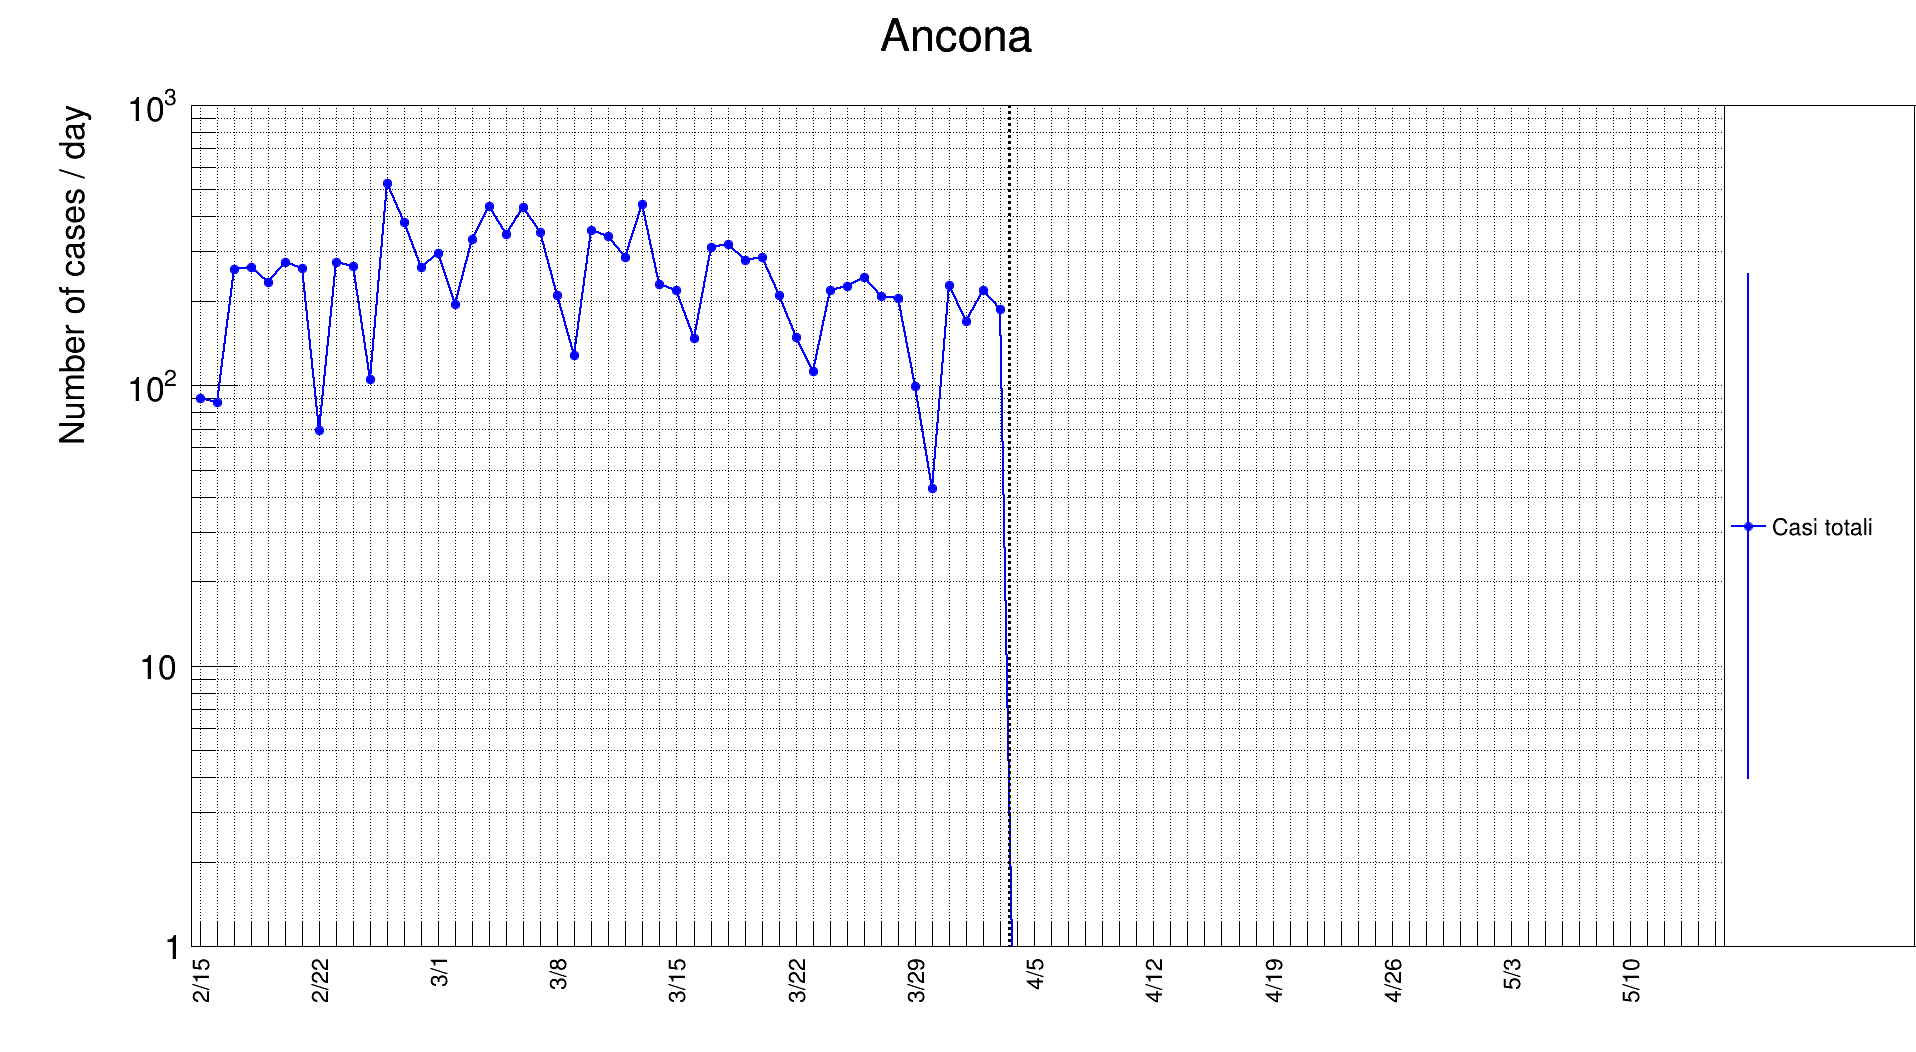 Ancona
Number of cases / day
10³
10²
10
1
2/15 2/22 3/1 3/8 3/15 3/22 3/29 4/5 4/12 4/19 4/26 5/3 5/10
Casi totali